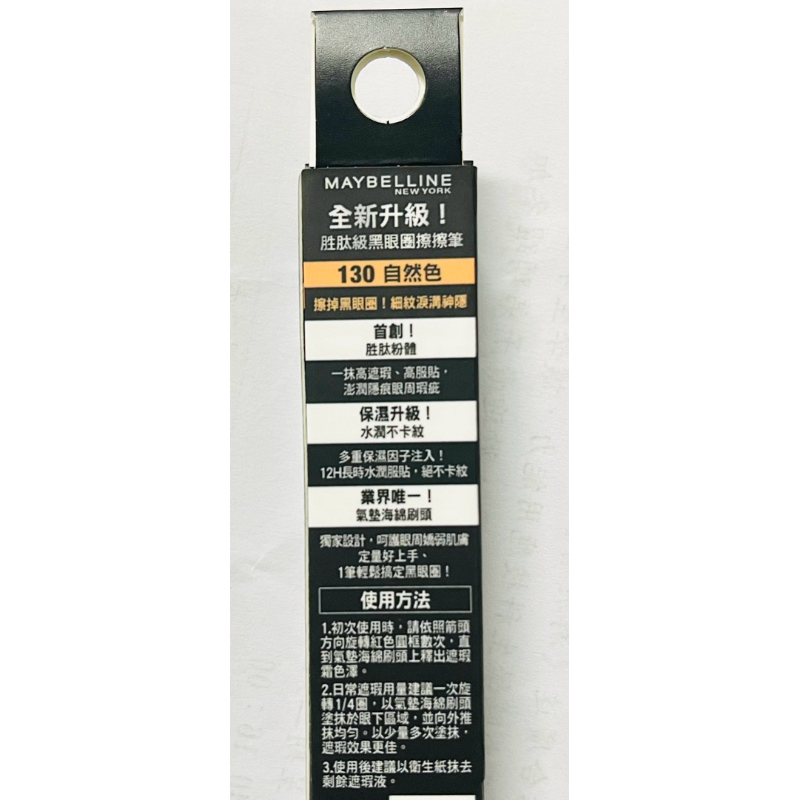 MAYBELLINE
NEW YORK
全新升級！
胜肽級黑眼圈擦擦筆
130 自然色
擦掉黑眼圈！細紋淚溝神隱
首創！
胜肽粉體
一抹高遮瑕、高服貼，
澎潤隱痕眼周瑕疵
保濕升級！
水潤不卡紋
多重保濕因子注入！
12H長時水潤服貼，絕不卡紋
業界唯一！
氣墊海綿刷頭
獨家設計，呵護眼周嬌弱肌膚
定量好上手、
1筆輕鬆搞定黑眼圈！
使用方法
1.初次使用時，請依照箭頭
方向旋轉紅色圓框數次，直
到氣墊海綿刷頭上釋出遮瑕
霜色澤。
2.日常遮瑕用量建議一次旋
轉1/4圈，以氣墊海綿刷頭
塗抹於眼下區域，並向外推
抹均勻。以少量多次塗抹，
遮瑕效果更佳。
3.使用後建議以衛生紙抹去
剩餘遮瑕液。